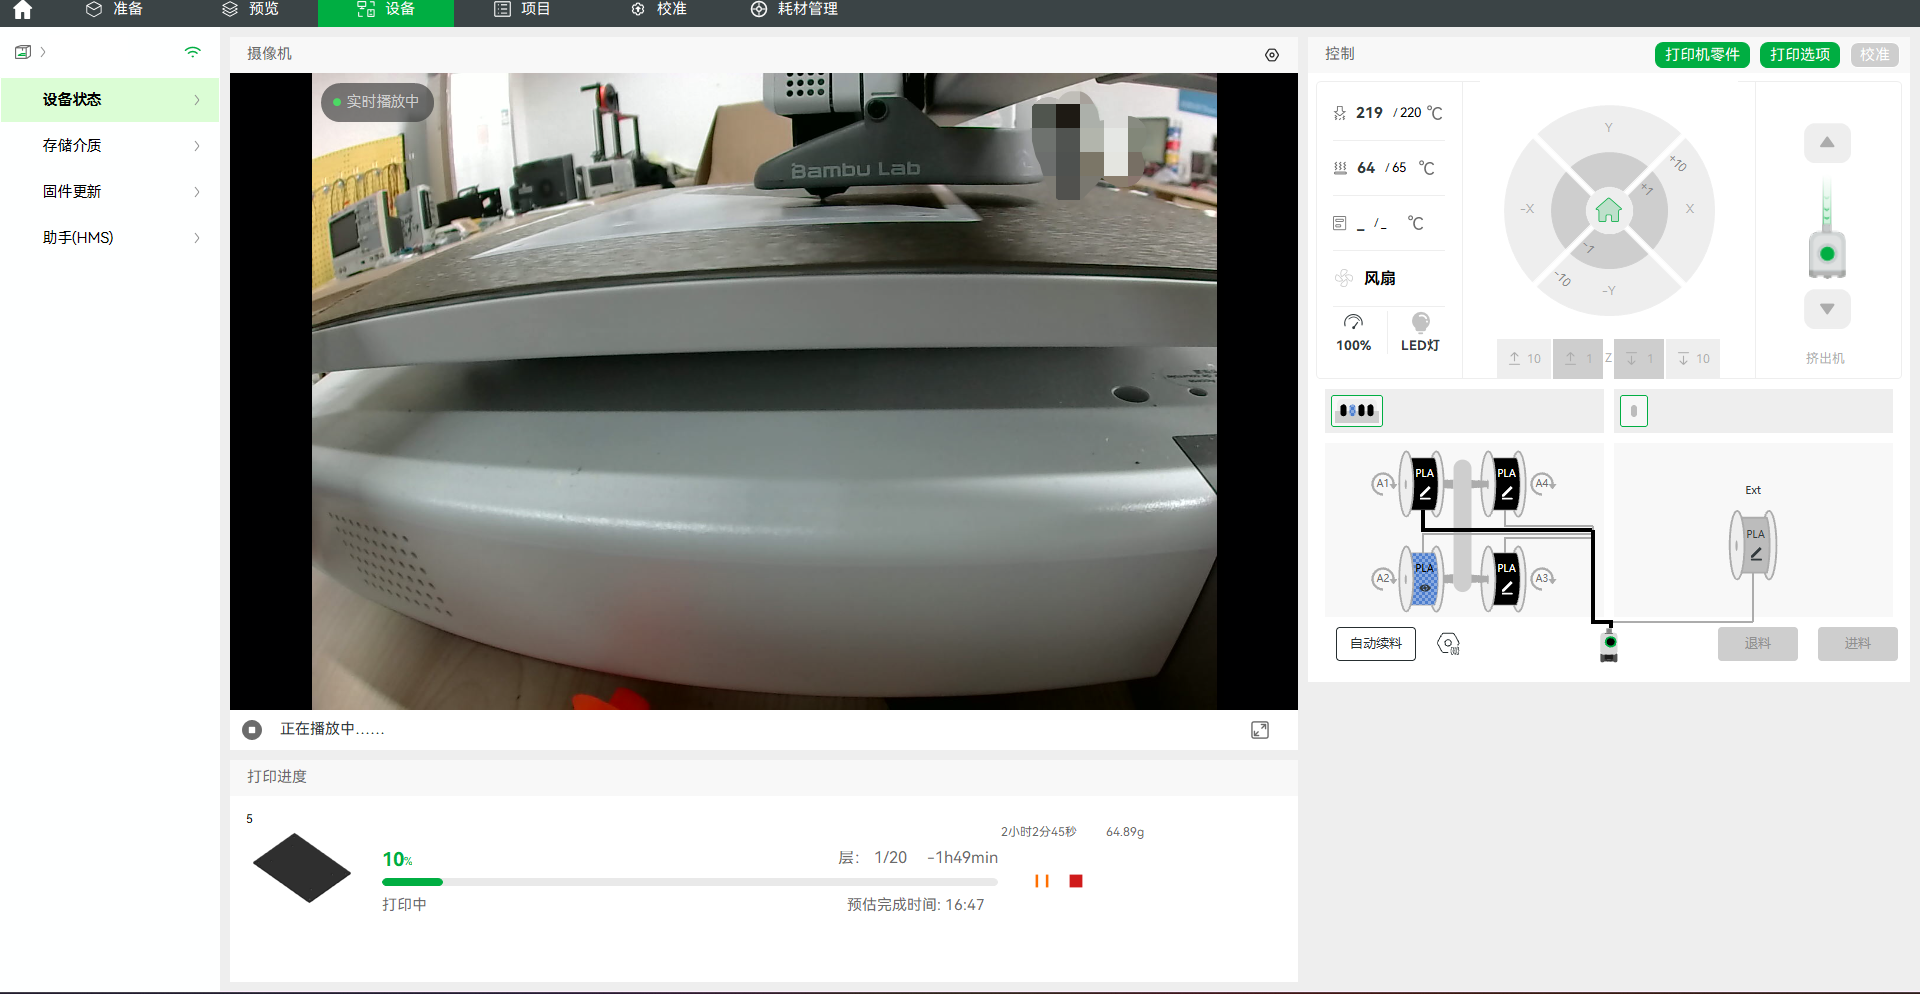 准备
预览
设备
项目
校准
耗材管理
设备状态
存储介质
固件更新
助手(HMS)
摄像机
实时播放中
Bambu Lab
正在播放中......
打印进度
5
2小时2分45秒 64.89g
10%
层: 1/20 -1h49min
打印中
预估完成时间: 16:47
控制
打印机零件
打印选项
校准
219 /220 ℃
64 /65 ℃
_ /_ ℃
风扇
100%
LED灯
Y
+10
+1
-X
X
-1
-10
-Y
10
1
Z
1
10
挤出机
A1
PLA
PLA
A4
A2
PLA
PLA
A3
Ext
PLA
自动续料
退料
进料